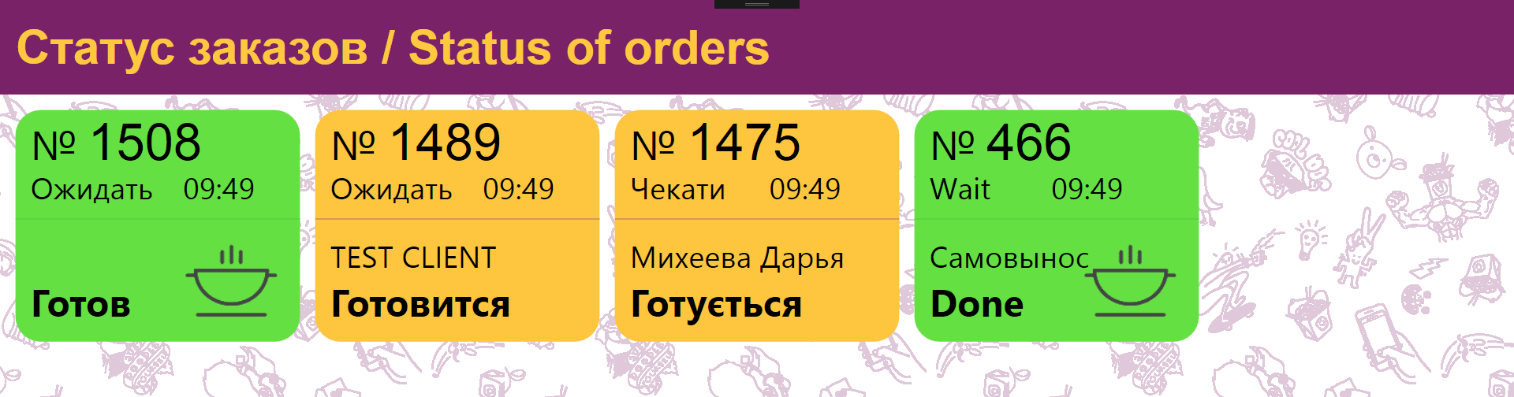 Статус заказов / Status of orders
№ 1508
Ожидать 09:49
Готов
№ 1489
Ожидать 09:49
TEST CLIENT
Готовится
№ 1475
Чекати 09:49
Михеева Дарья
Готується
№ 466
Wait 09:49
Самовынос
Done